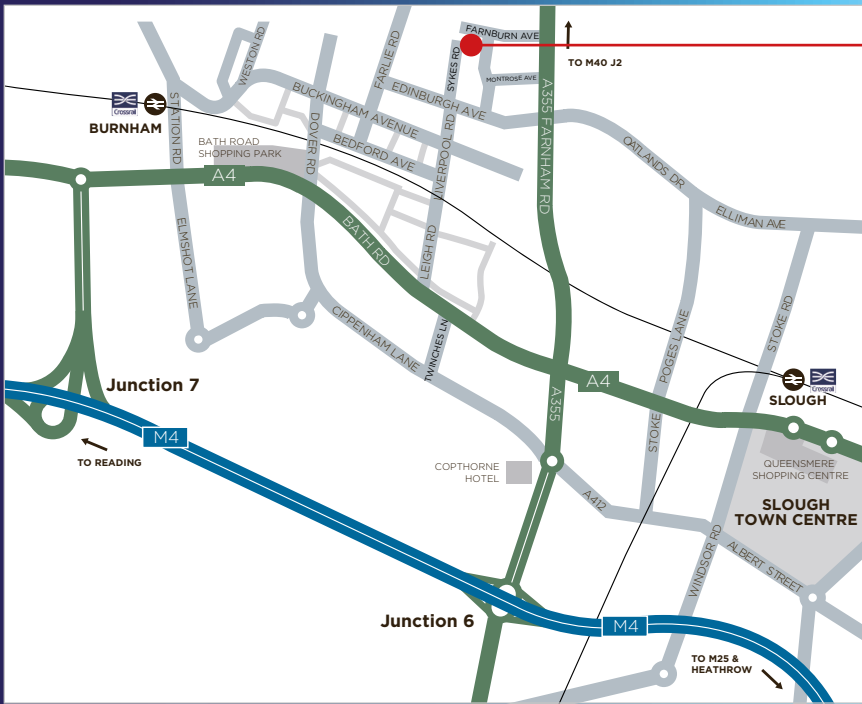 FARNBURN AVE
TO M40 J2
WESTON RD
FARLIE RD
SYKES RD
MONTROSE AVE
A355 FARNHAM RD
Crossrail
BURNHAM
STATION RD
BUCKINGHAM AVENUE
EDINBURGH AVE
DOVER RD
BEDFORD AVE
LIVERPOOL RD
BATH ROAD
SHOPPING PARK
A4
OATLANDS DR
ELLIMAN AVE
ELMSHOT LANE
BATH RD
LEIGH RD
CIPPENHAM LANE
TWINCHES LN
STOKE RD
STOKE POGES LANE
A4
Crossrail
SLOUGH
Junction 7
M4
TO READING
A355
COPTHORNE
HOTEL
A412
QUEENSMERE
SHOPPING CENTRE
SLOUGH
TOWN CENTRE
WINDSOR RD
ALBERT STREET
Junction 6
M4
TO M25 &
HEATHROW